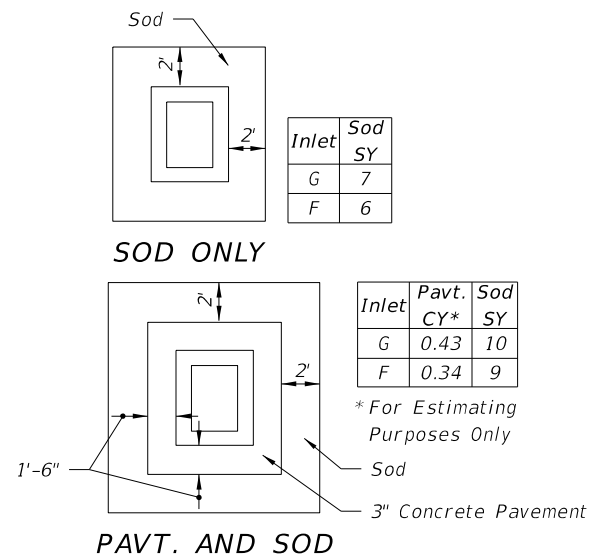 Sod
2'
2'
Inlet Sod SY
G 7
F 6
SOD ONLY
2'
2'
1'-6"
Inlet Pavt. CY* Sod SY
G 0.43 10
F 0.34 9
* For Estimating
Purposes Only
Sod
3" Concrete Pavement
PAVT. AND SOD